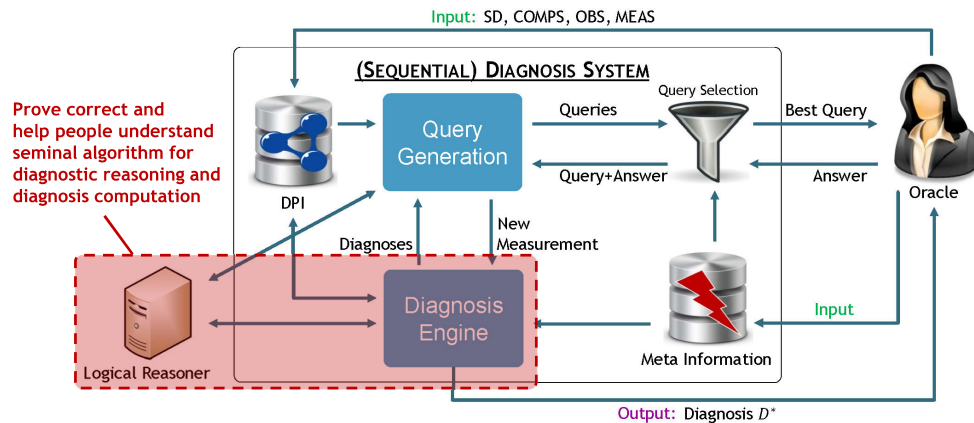 Input: SD, COMPS, OBS, MEAS
(SEQUENTIAL) DIAGNOSIS SYSTEM
Prove correct and
help people understand
seminal algorithm for
diagnostic reasoning and
diagnosis computation
Query Selection
Query
Generation
Queries
Best Query
Query+Answer
Answer
Oracle
DPI
Diagnoses
New
Measurement
Diagnosis
Engine
Input
Logical Reasoner
Meta Information
Output: Diagnosis D*